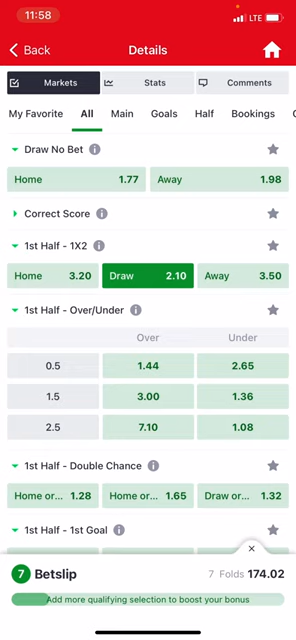 11:58
LTE
Back
Details
Markets
Stats
Comments
My Favorite All Main Goals Half Bookings
Draw No Bet
Home 1.77 Away 1.98
Correct Score
1st Half - 1X2
Home 3.20 Draw 2.10 Away 3.50
1st Half - Over/Under
Over Under
0.5 1.44 2.65
1.5 3.00 1.36
2.5 7.10 1.08
1st Half - Double Chance
Home or... 1.28 Home or... 1.65 Draw or... 1.32
1st Half - 1st Goal
7 Betslip 7 Folds 174.02
Add more qualifying selection to boost your bonus